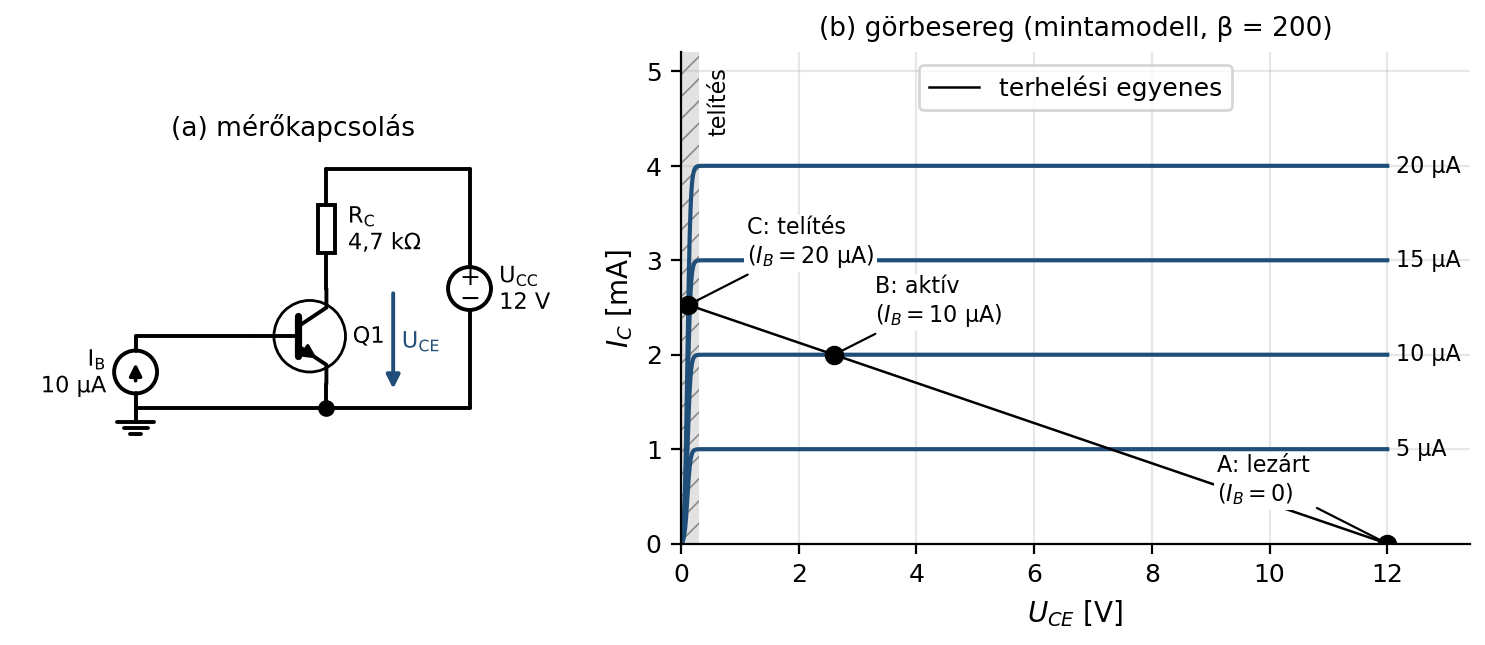 (a) mérőkapcsolás
R_C
4,7 kΩ
+
−
U_CC
12 V
Q1
U_CE
I_B
10 µA
(b) görbesereg (mintamodell, β = 200)
terhelési egyenes
telítés
I_C [mA]
5
4
3
2
1
0
20 µA
15 µA
10 µA
5 µA
C: telítés
(I_B = 20 µA)
B: aktív
(I_B = 10 µA)
A: lezárt
(I_B = 0)
0 2 4 6 8 10 12
U_CE [V]